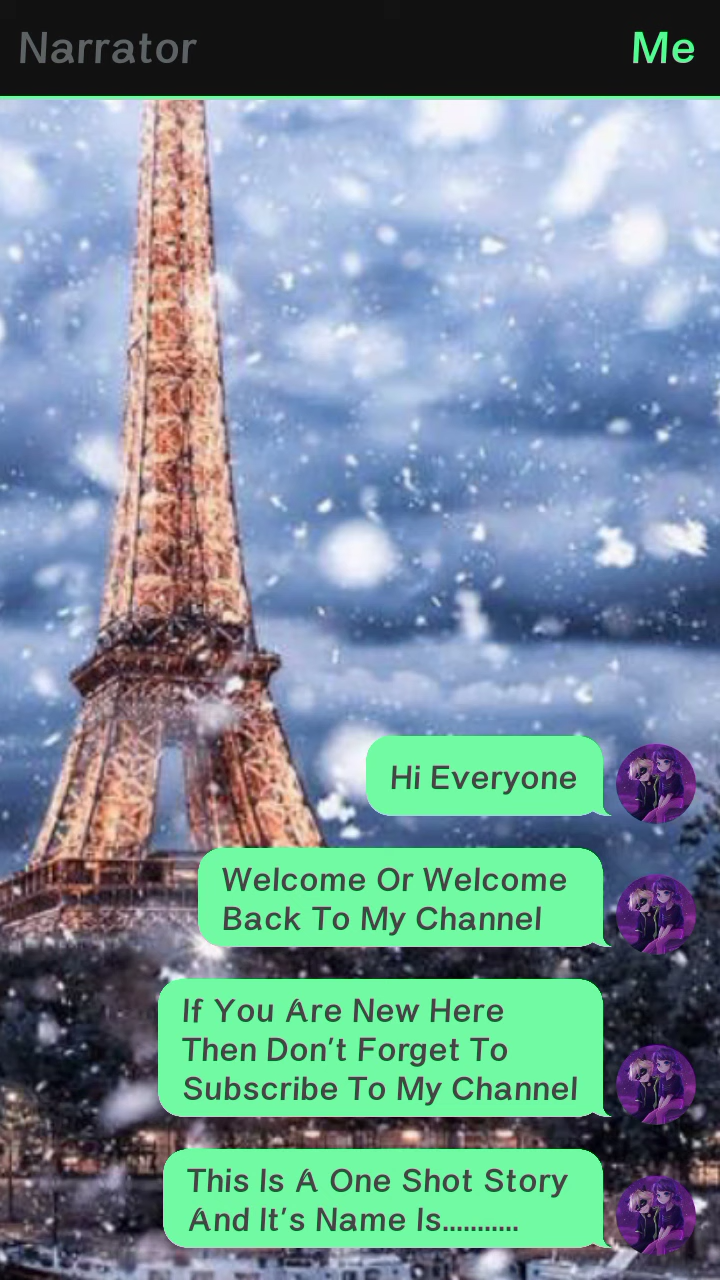 Narrator
Me
Hi Everyone
Welcome Or Welcome
Back To My Channel
If You Are New Here
Then Don't Forget To
Subscribe To My Channel
This Is A One Shot Story
And It's Name Is...........